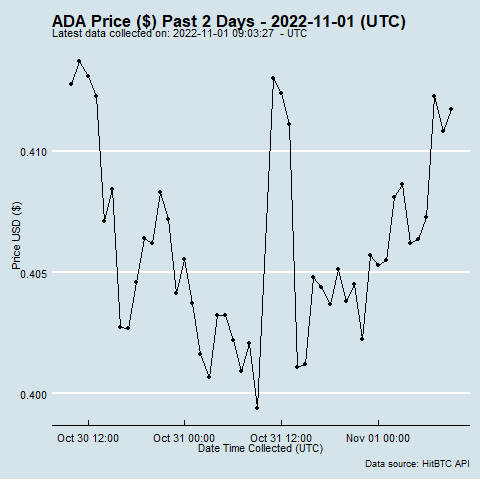 ADA Price ($) Past 2 Days - 2022-11-01 (UTC)
Latest data collected on: 2022-11-01 09:03:27 - UTC
0.410
0.405
0.400
Price USD ($)
Oct 30 12:00 Oct 31 00:00 Oct 31 12:00 Nov 01 00:00
Date Time Collected (UTC)
Data source: HitBTC API